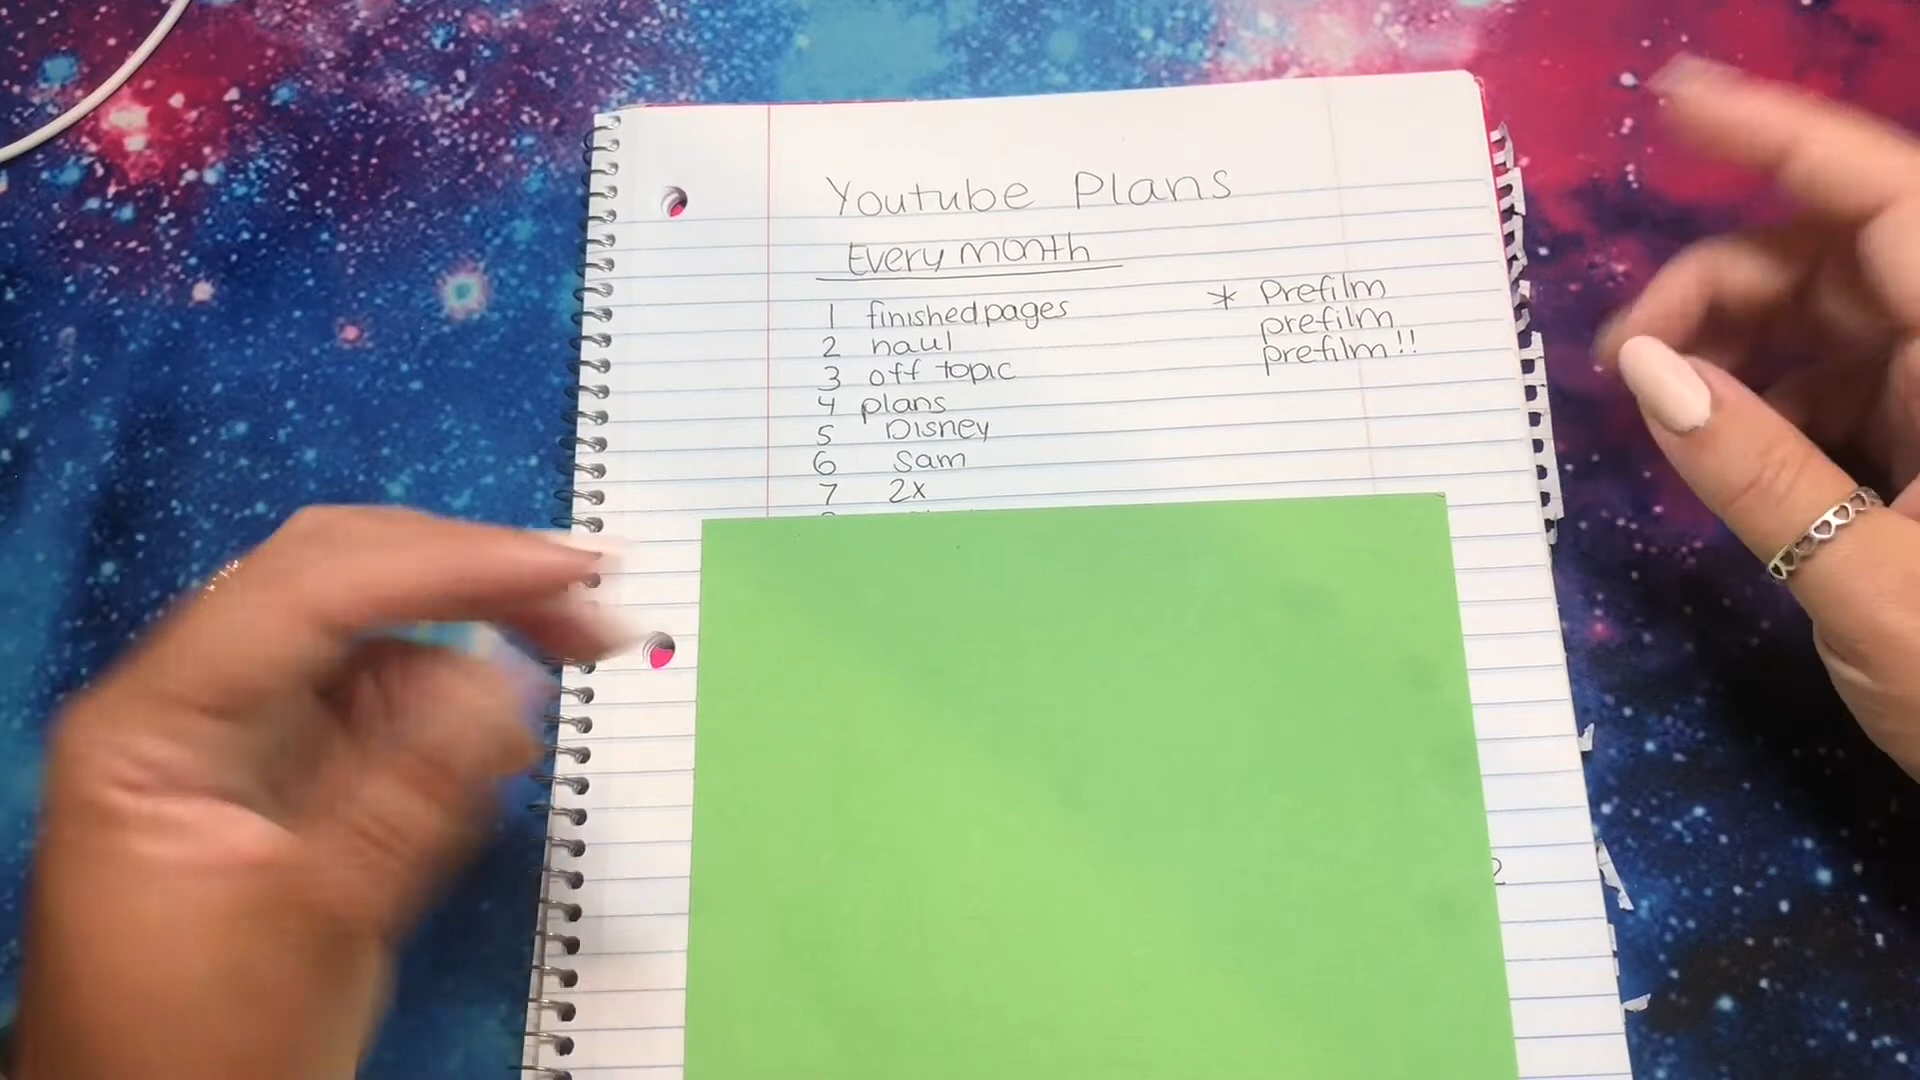 Youtube Plans
Every month
1 finished pages
2 haul
3 off topic
4 plans
5 Disney
6 Sam
7 2x
* Prefilm
prefilm
prefilm!!
2